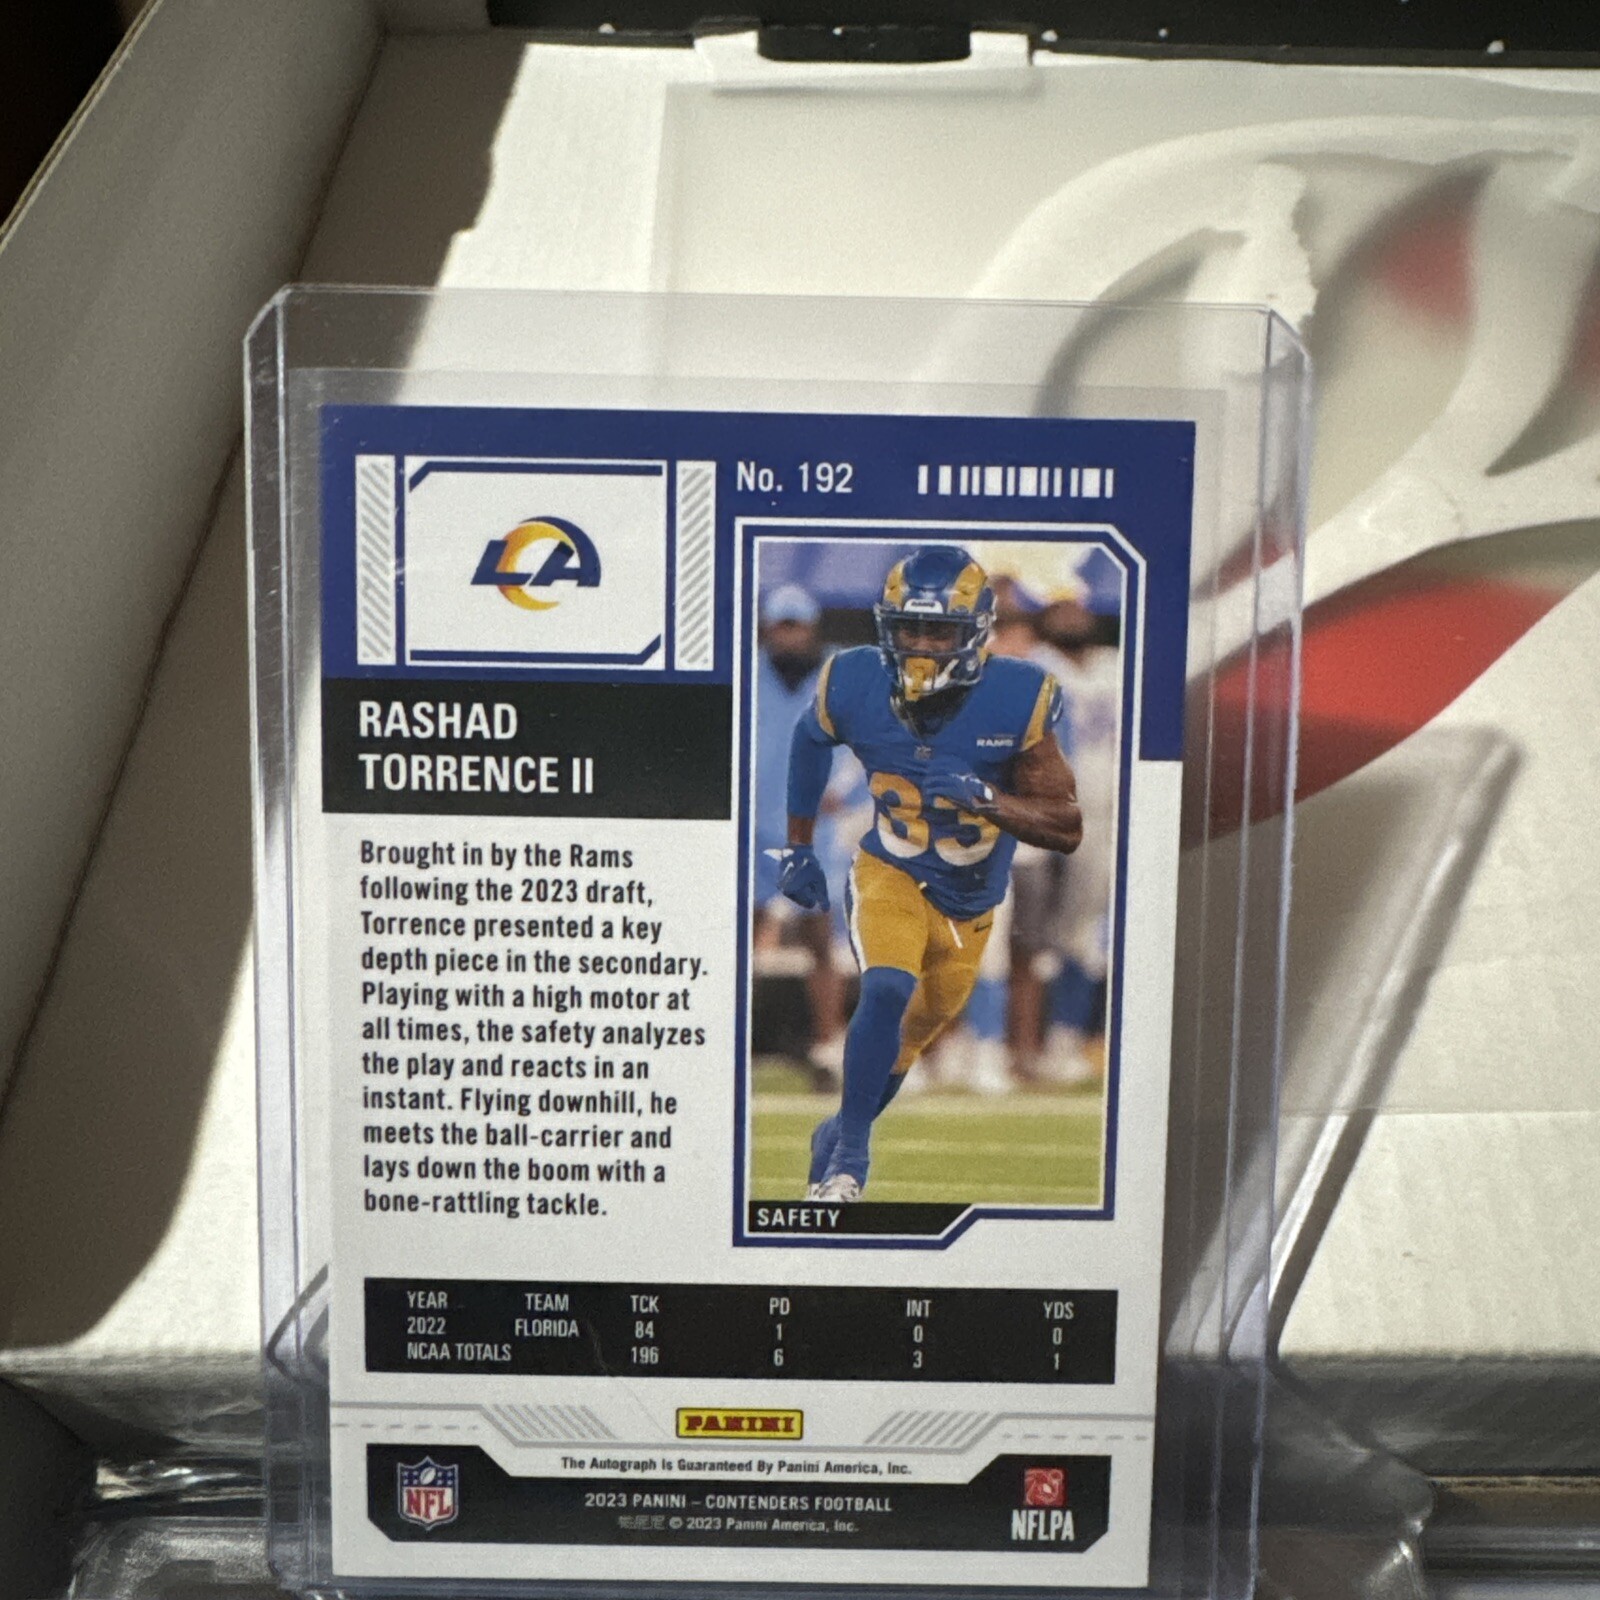 No. 192
LA
RASHAD
TORRENCE II
Brought in by the Rams
following the 2023 draft,
Torrence presented a key
depth piece in the secondary.
Playing with a high motor at
all times, the safety analyzes
the play and reacts in an
instant. Flying downhill, he
meets the ball-carrier and
lays down the boom with a
bone-rattling tackle.
RAMS
33
SAFETY
YEAR TEAM TCK PD INT YDS
2022 FLORIDA 84 1 0 0
NCAA TOTALS 196 6 3 1
PANINI
The Autograph Is Guaranteed By Panini America, Inc.
NFL
2023 PANINI – CONTENDERS FOOTBALL
© 2023 Panini America, Inc.
NFLPA